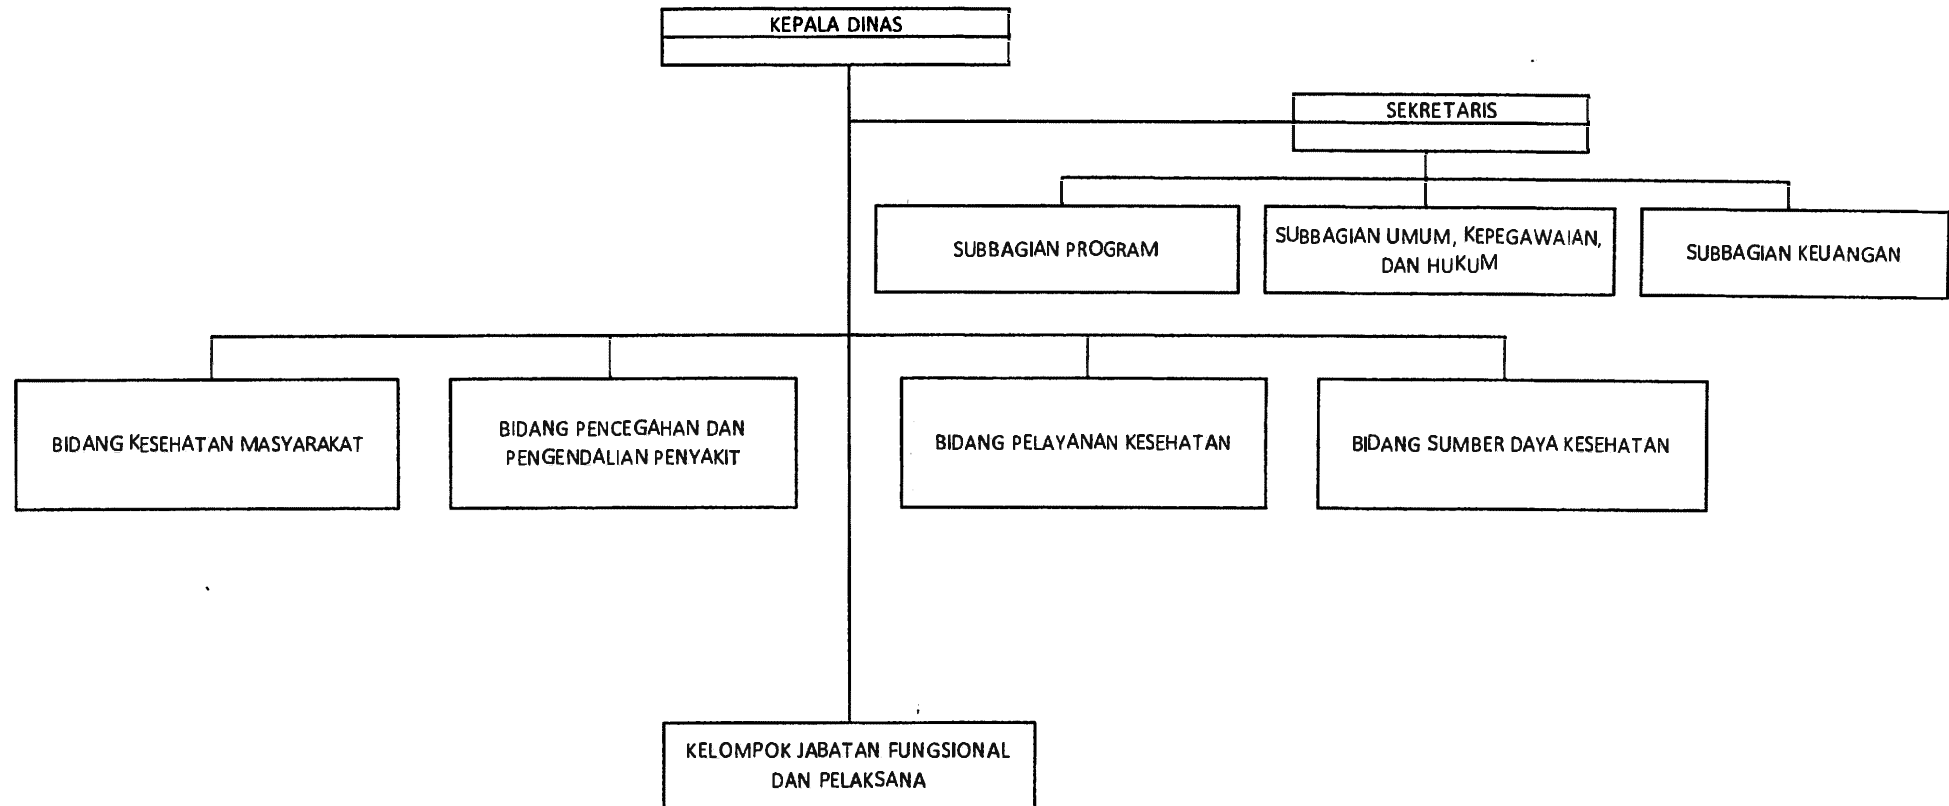 KEPALA DINAS
SEKRETARIS
SUBBAGIAN PROGRAM
SUBBAGIAN UMUM, KEPEGAWAIAN,
DAN HUKUM
SUBBAGIAN KEUANGAN
BIDANG KESEHATAN MASYARAKAT
BIDANG PENCEGAHAN DAN
PENGENDALIAN PENYAKIT
BIDANG PELAYANAN KESEHATAN
BIDANG SUMBER DAYA KESEHATAN
KELOMPOK JABATAN FUNGSIONAL
DAN PELAKSANA